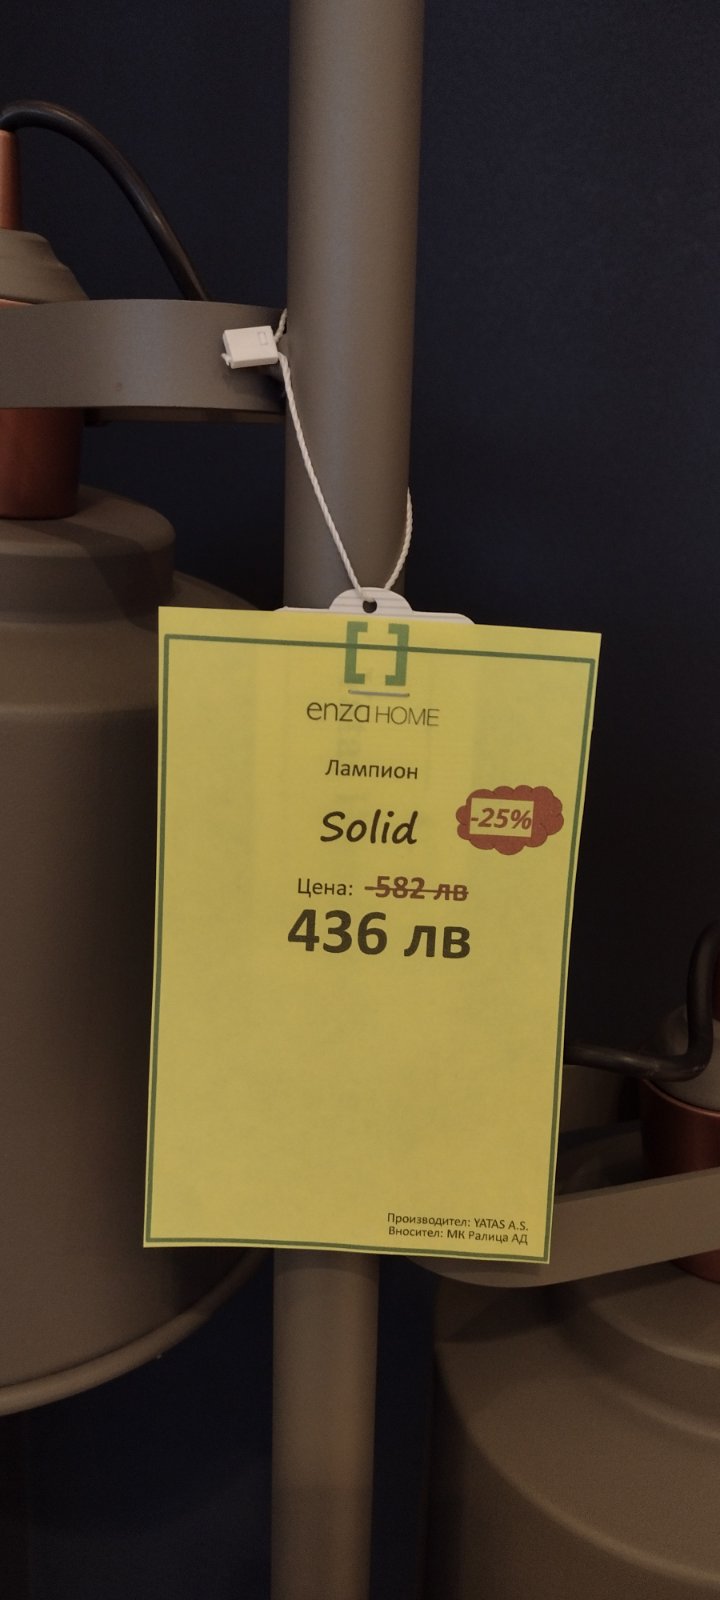 [ ]
enza HOME
Лампион
Solid
-25%
Цена: 582 лв
436 лв
Производител: YATAS A.S.
Вносител: МК Ралица АД